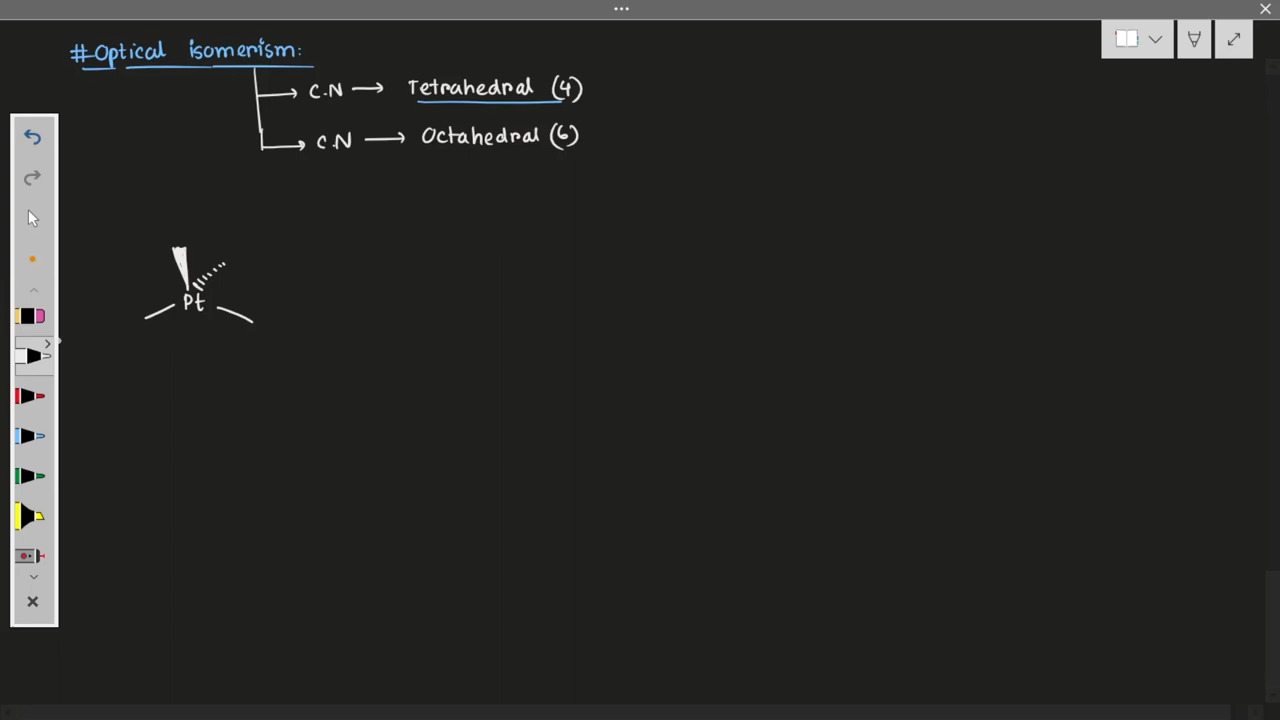 #Optical isomerism:
C.N → Tetrahedral (4)
C.N → Octahedral (6)
Pt